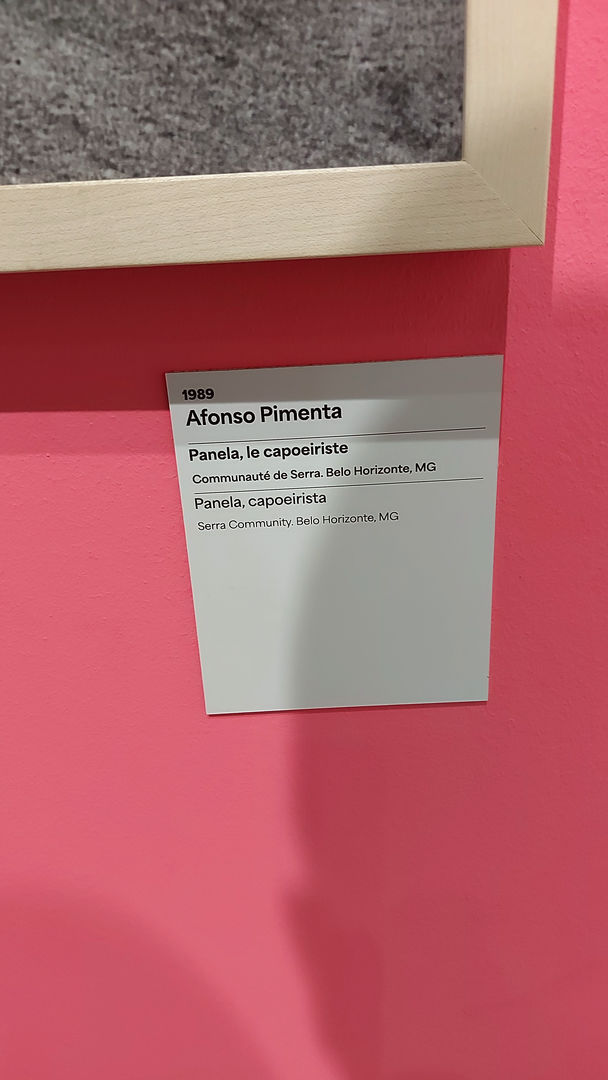 1989
Afonso Pimenta
Panela, le capoeiriste
Communauté de Serra. Belo Horizonte, MG
Panela, capoeirista
Serra Community. Belo Horizonte, MG